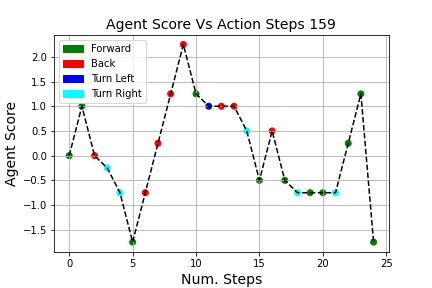 Agent Score Vs Action Steps 159
Agent Score
2.0
1.5
1.0
0.5
0.0
−0.5
−1.0
−1.5
Forward
Back
Turn Left
Turn Right
0 5 10 15 20 25
Num. Steps